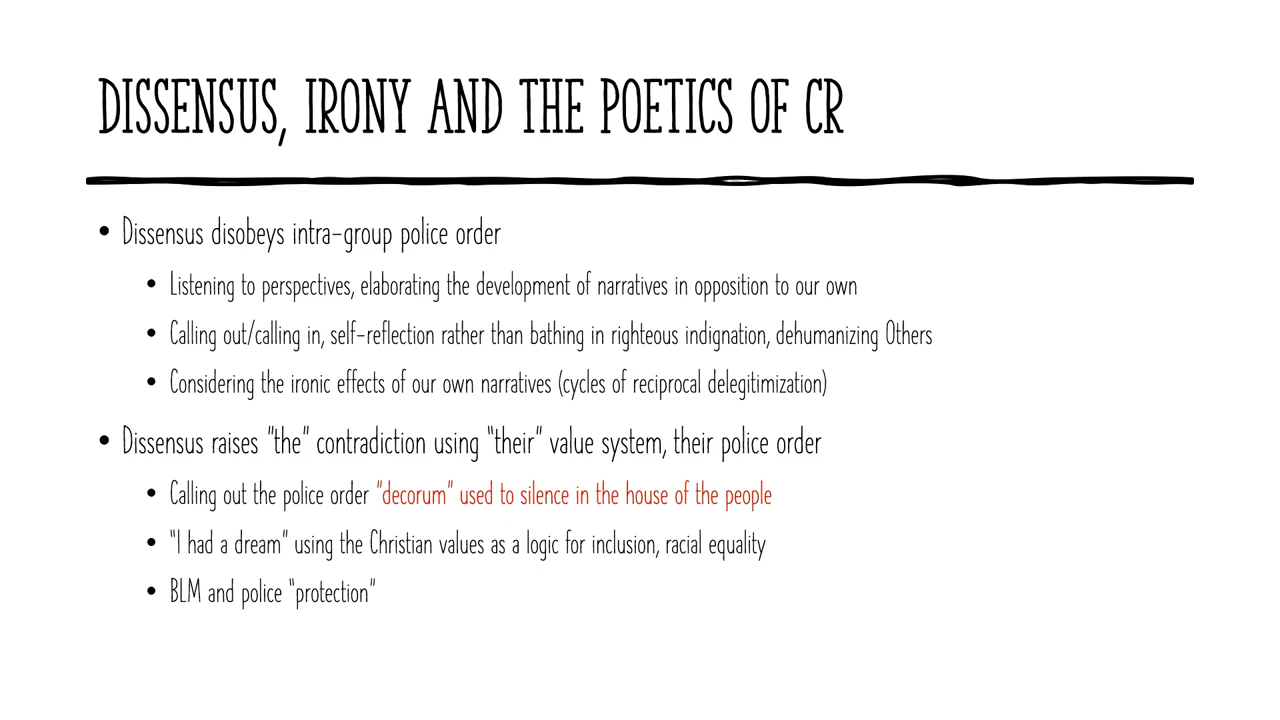 DISSENSUS, IRONY AND THE POETICS OF CR
• Dissensus disobeys intra-group police order
• Listening to perspectives, elaborating the development of narratives in opposition to our own
• Calling out/calling in, self-reflection rather than bathing in righteous indignation, dehumanizing Others
• Considering the ironic effects of our own narratives (cycles of reciprocal delegitimization)
• Dissensus raises "the" contradiction using "their" value system, their police order
• Calling out the police order "decorum" used to silence in the house of the people
• "I had a dream" using the Christian values as a logic for inclusion, racial equality
• BLM and police "protection"